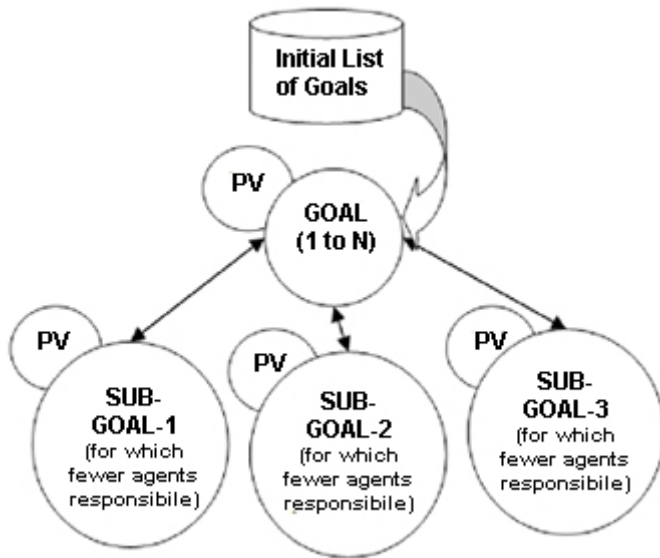 Initial List
of Goals
PV
GOAL
(1 to N)
PV
SUB-
GOAL-1
(for which
fewer agents
responsibile)
PV
SUB-
GOAL-2
(for which
fewer agents
responsibile)
PV
SUB-
GOAL-3
(for which
fewer agents
responsibile)